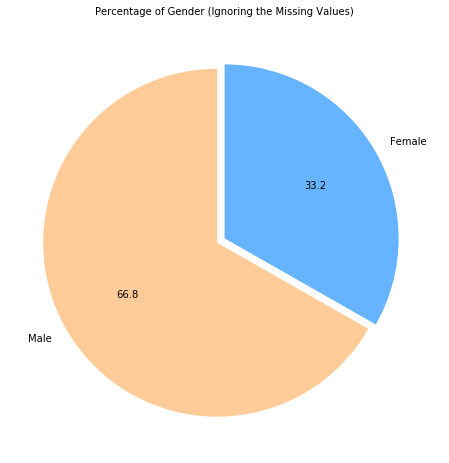 Percentage of Gender (Ignoring the Missing Values)
Female
33.2
66.8
Male